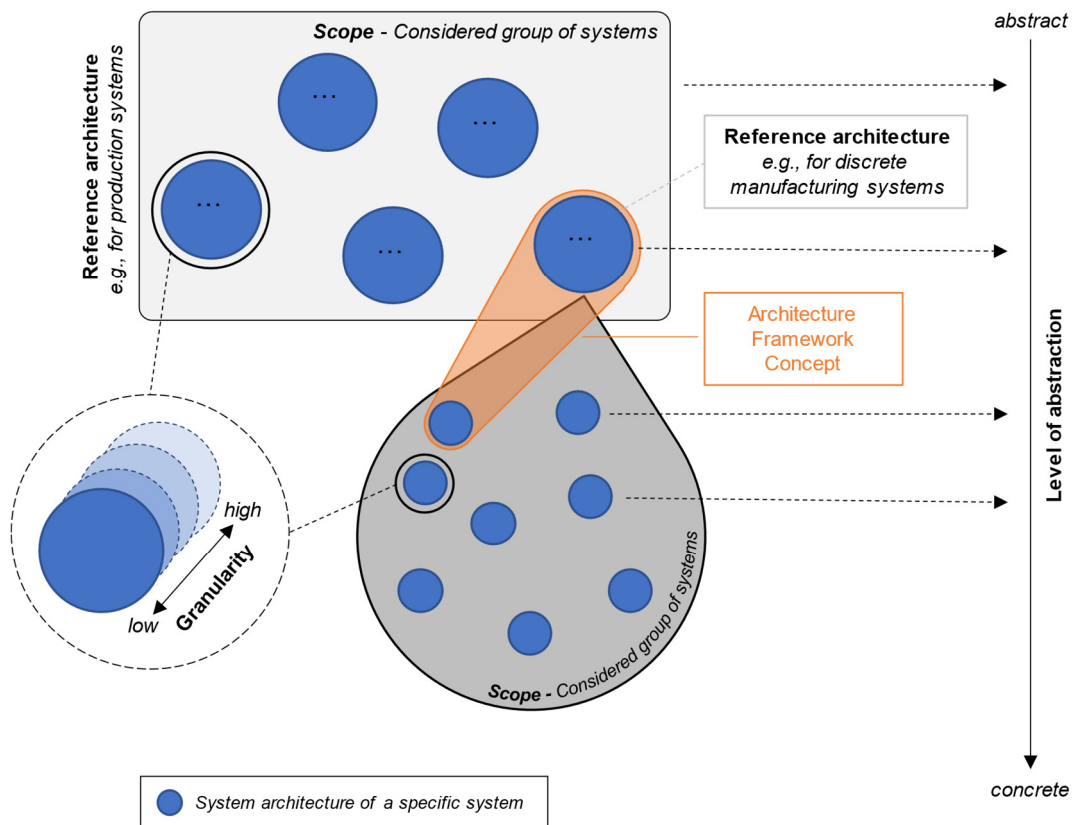 Scope - Considered group of systems
abstract
Reference architecture
e.g., for production systems
...
...
...
...
...
Reference architecture
e.g., for discrete
manufacturing systems
Architecture
Framework
Concept
Level of abstraction
high
Granularity
low
Scope - Considered group of systems
concrete
System architecture of a specific system